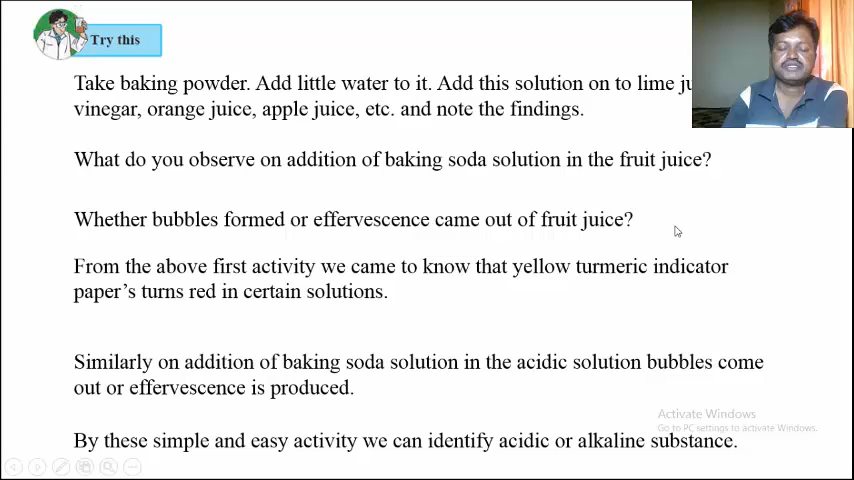 Try this
Take baking powder. Add little water to it. Add this solution on to lime
vinegar, orange juice, apple juice, etc. and note the findings.
What do you observe on addition of baking soda solution in the fruit juice?
Whether bubbles formed or effervescence came out of fruit juice?
From the above first activity we came to know that yellow turmeric indicator
paper’s turns red in certain solutions.
Similarly on addition of baking soda solution in the acidic solution bubbles come
out or effervescence is produced.
Activate Windows
Go to PC settings to activate Windows.
By these simple and easy activity we can identify acidic or alkaline substance.